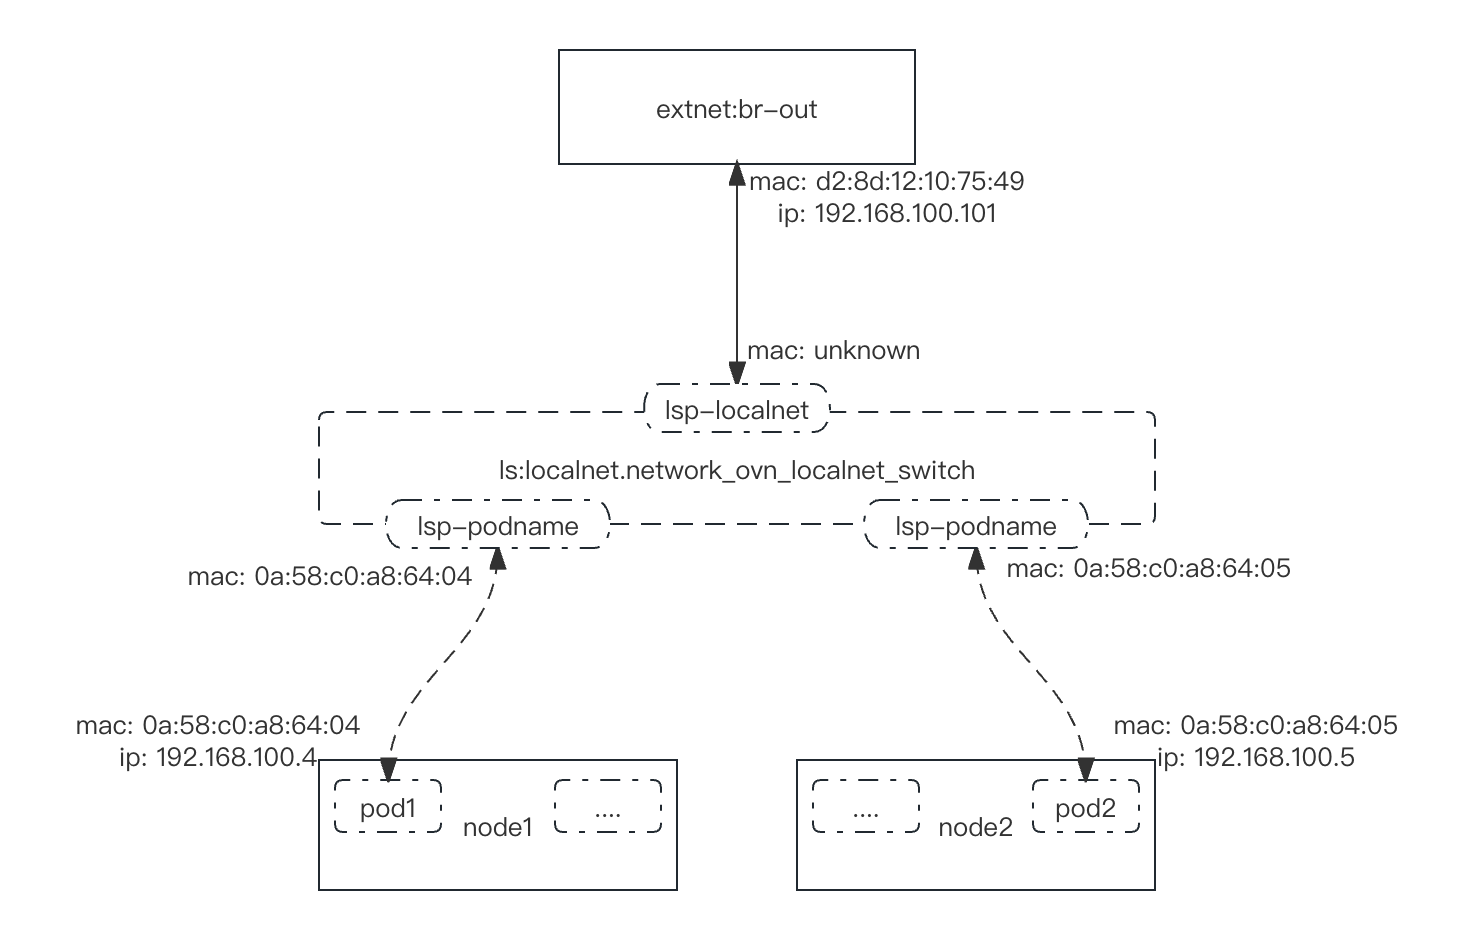 extnet:br-out
mac: d2:8d:12:10:75:49
ip: 192.168.100.101
mac: unknown
lsp-localnet
ls:localnet.network_ovn_localnet_switch
lsp-podname
lsp-podname
mac: 0a:58:c0:a8:64:04
mac: 0a:58:c0:a8:64:05
mac: 0a:58:c0:a8:64:04
ip: 192.168.100.4
mac: 0a:58:c0:a8:64:05
ip: 192.168.100.5
pod1
node1
....
....
node2
pod2